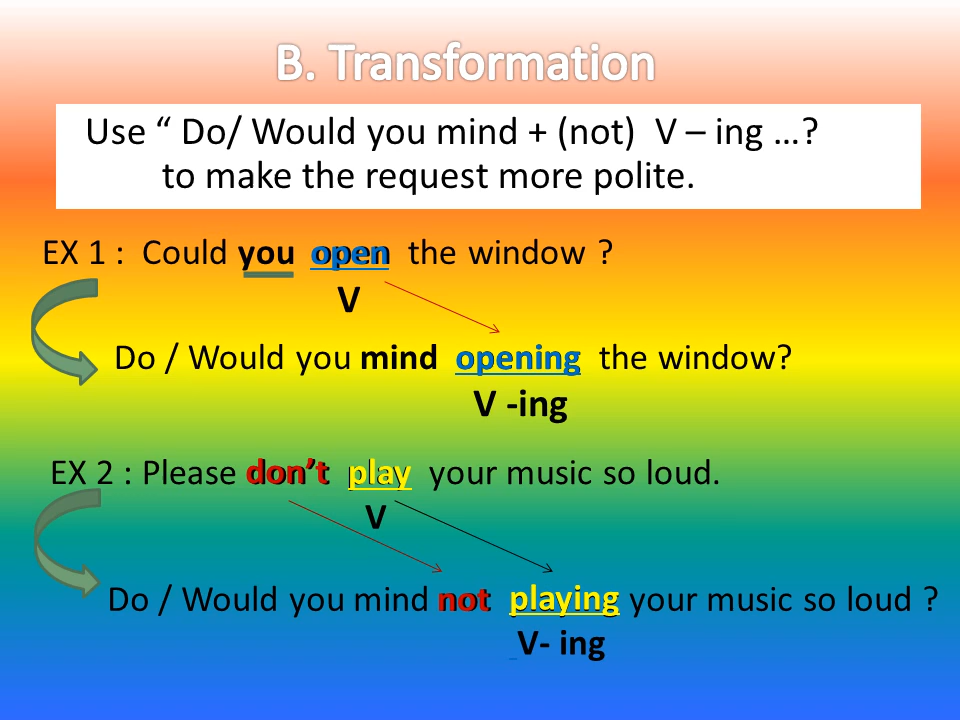 B. Transformation
Use “ Do/ Would you mind + (not) V – ing …?
to make the request more polite.
EX 1 : Could you open the window ?
V
Do / Would you mind opening the window?
V -ing
EX 2 : Please don’t play your music so loud.
V
Do / Would you mind not playing your music so loud ?
V- ing